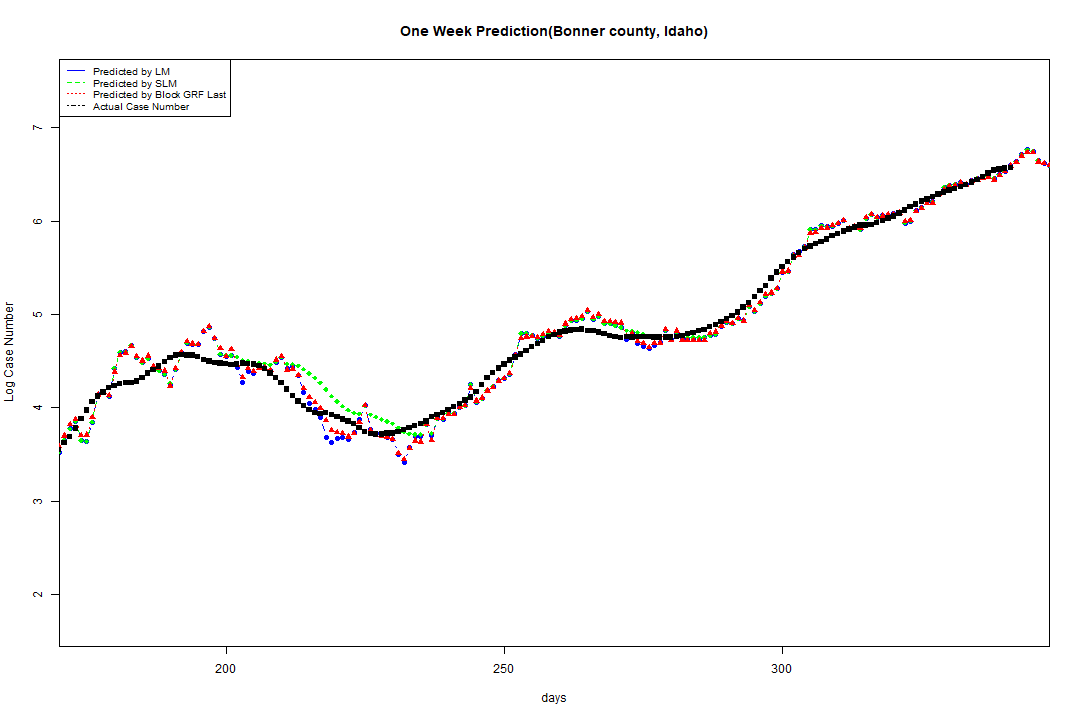 One Week Prediction(Bonner county, Idaho)
Predicted by LM
Predicted by SLM
Predicted by Block GRF Last
Actual Case Number
7
6
5
4
3
2
Log Case Number
200 250 300
days